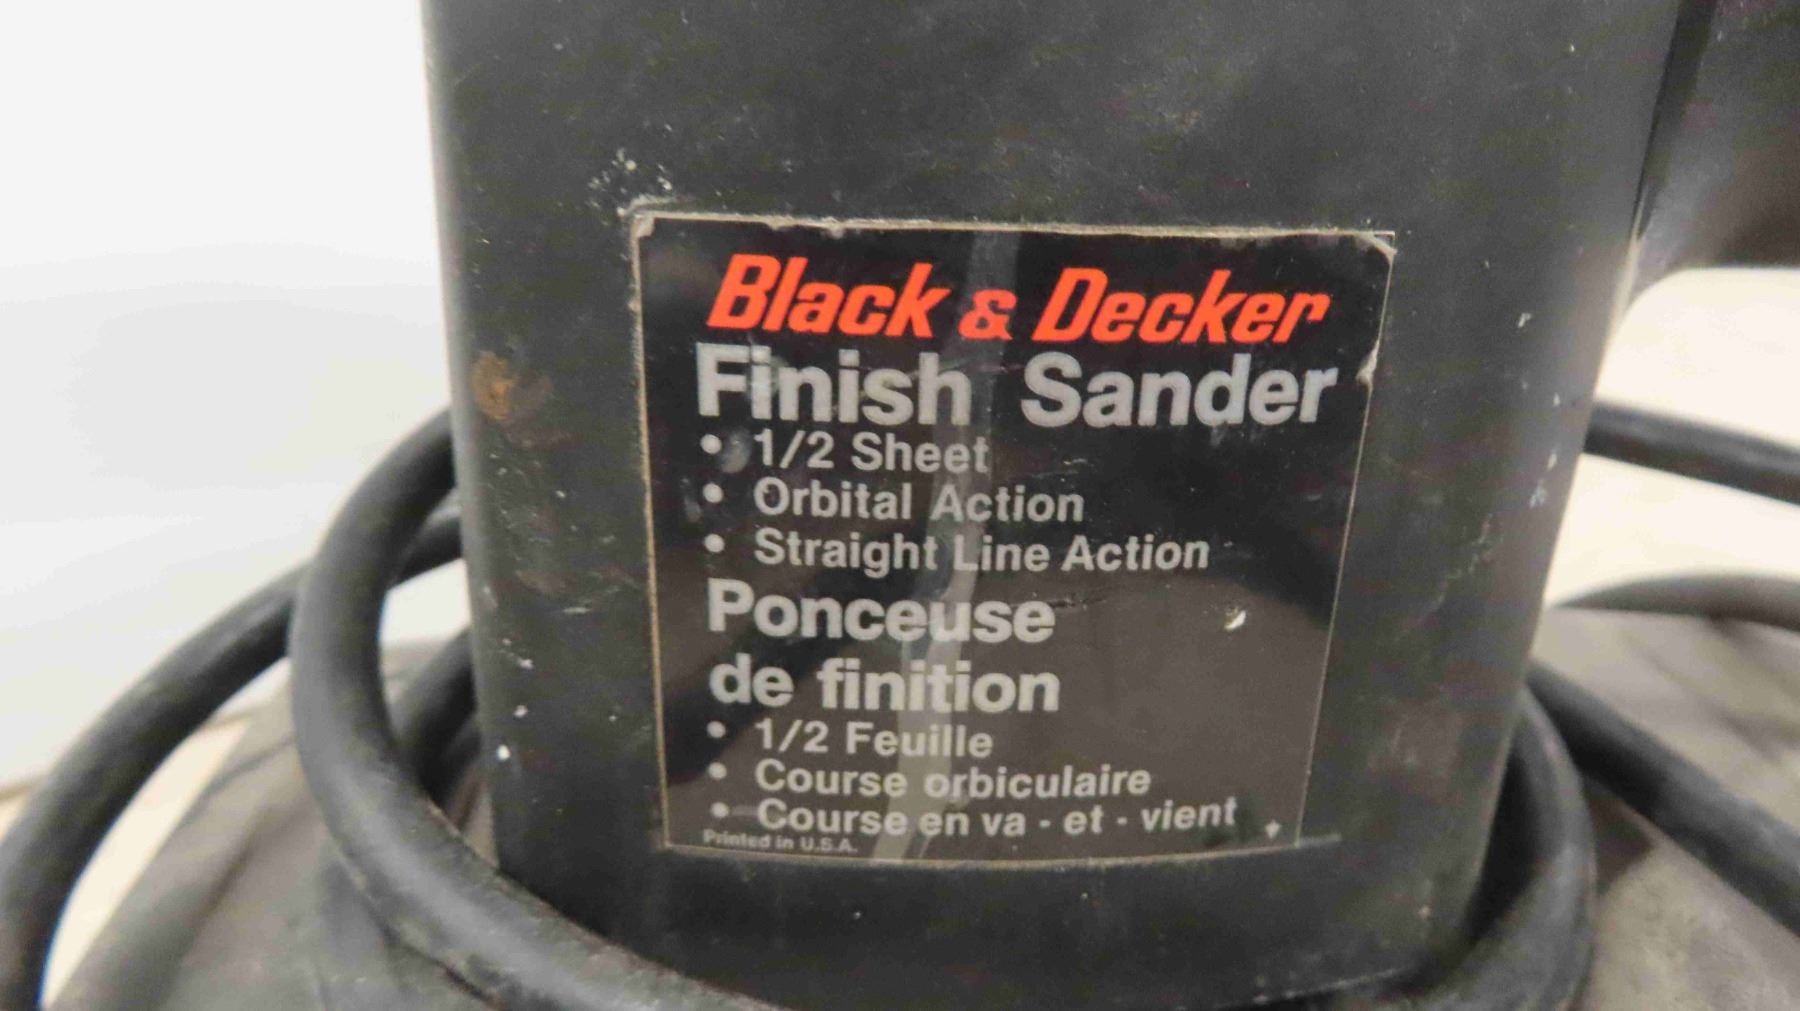 Black & Decker
Finish Sander
• 1/2 Sheet
• Orbital Action
• Straight Line Action
Ponceuse
de finition
• 1/2 Feuille
• Course orbiculaire
• Course en va - et - vient
Printed in U.S.A.